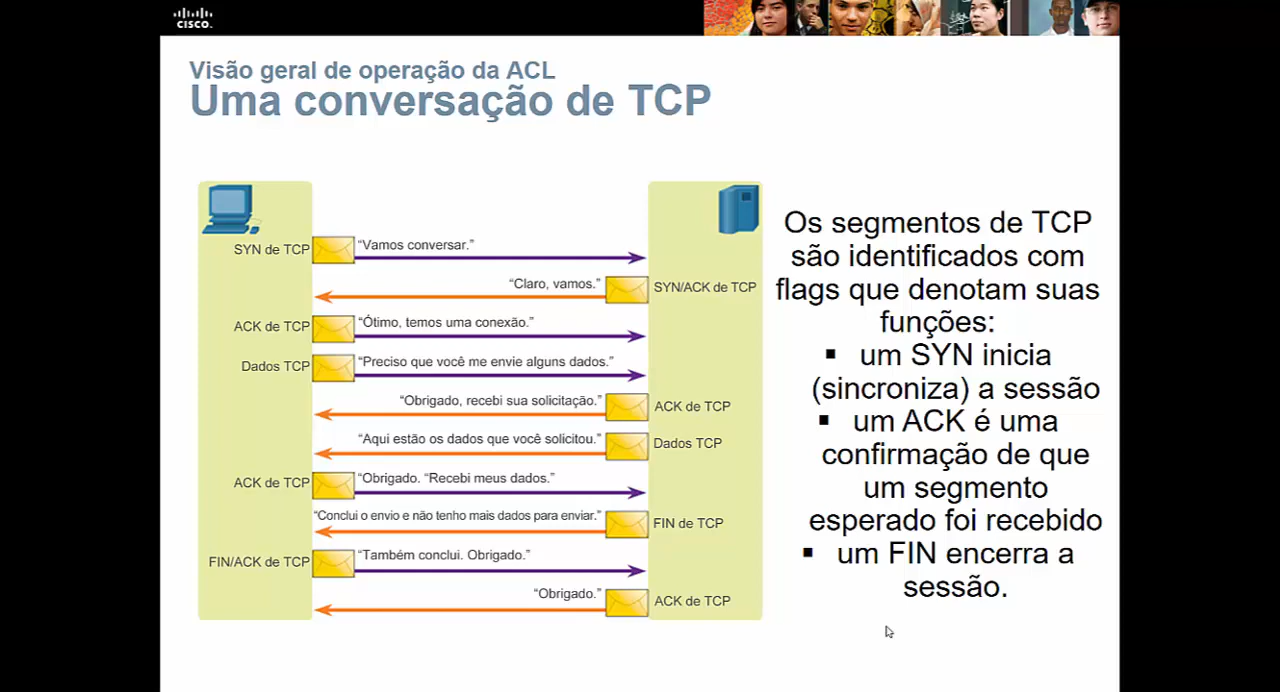 CISCO.
Visão geral de operação da ACL
Uma conversação de TCP
SYN de TCP
“Vamos conversar.”
“Claro, vamos.”
SYN/ACK de TCP
ACK de TCP
“Ótimo, temos uma conexão.”
Dados TCP
“Preciso que você me envie alguns dados.”
“Obrigado, recebi sua solicitação.”
ACK de TCP
“Aqui estão os dados que você solicitou.”
Dados TCP
ACK de TCP
“Obrigado. “Recebi meus dados.”
“Conclui o envio e não tenho mais dados para enviar.”
FIN de TCP
FIN/ACK de TCP
“Também conclui. Obrigado.”
“Obrigado.”
ACK de TCP
Os segmentos de TCP
são identificados com
flags que denotam suas
funções:
▪ um SYN inicia
(sincroniza) a sessão
▪ um ACK é uma
confirmação de que
um segmento
esperado foi recebido
▪ um FIN encerra a
sessão.